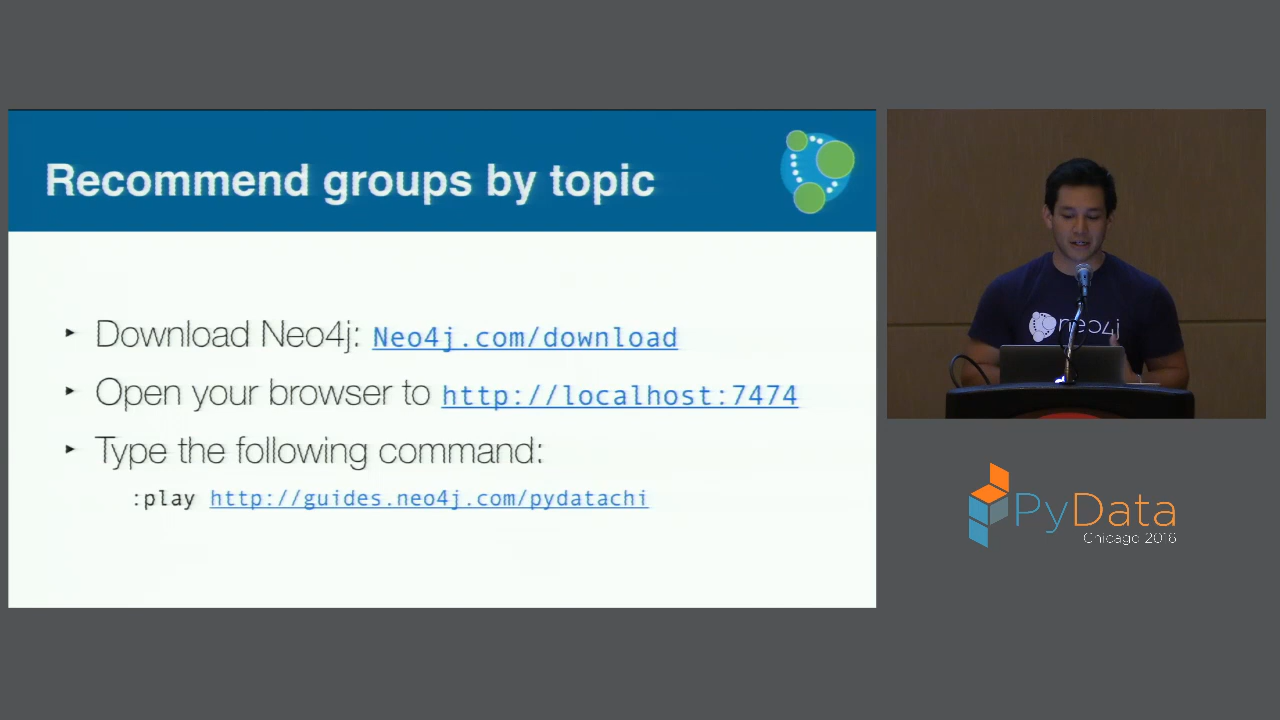 Recommend groups by topic
‣ Download Neo4j: Neo4j.com/download
‣ Open your browser to http://localhost:7474
‣ Type the following command:
:play http://guides.neo4j.com/pydatachi
neo4j
PyData
Chicago 2016